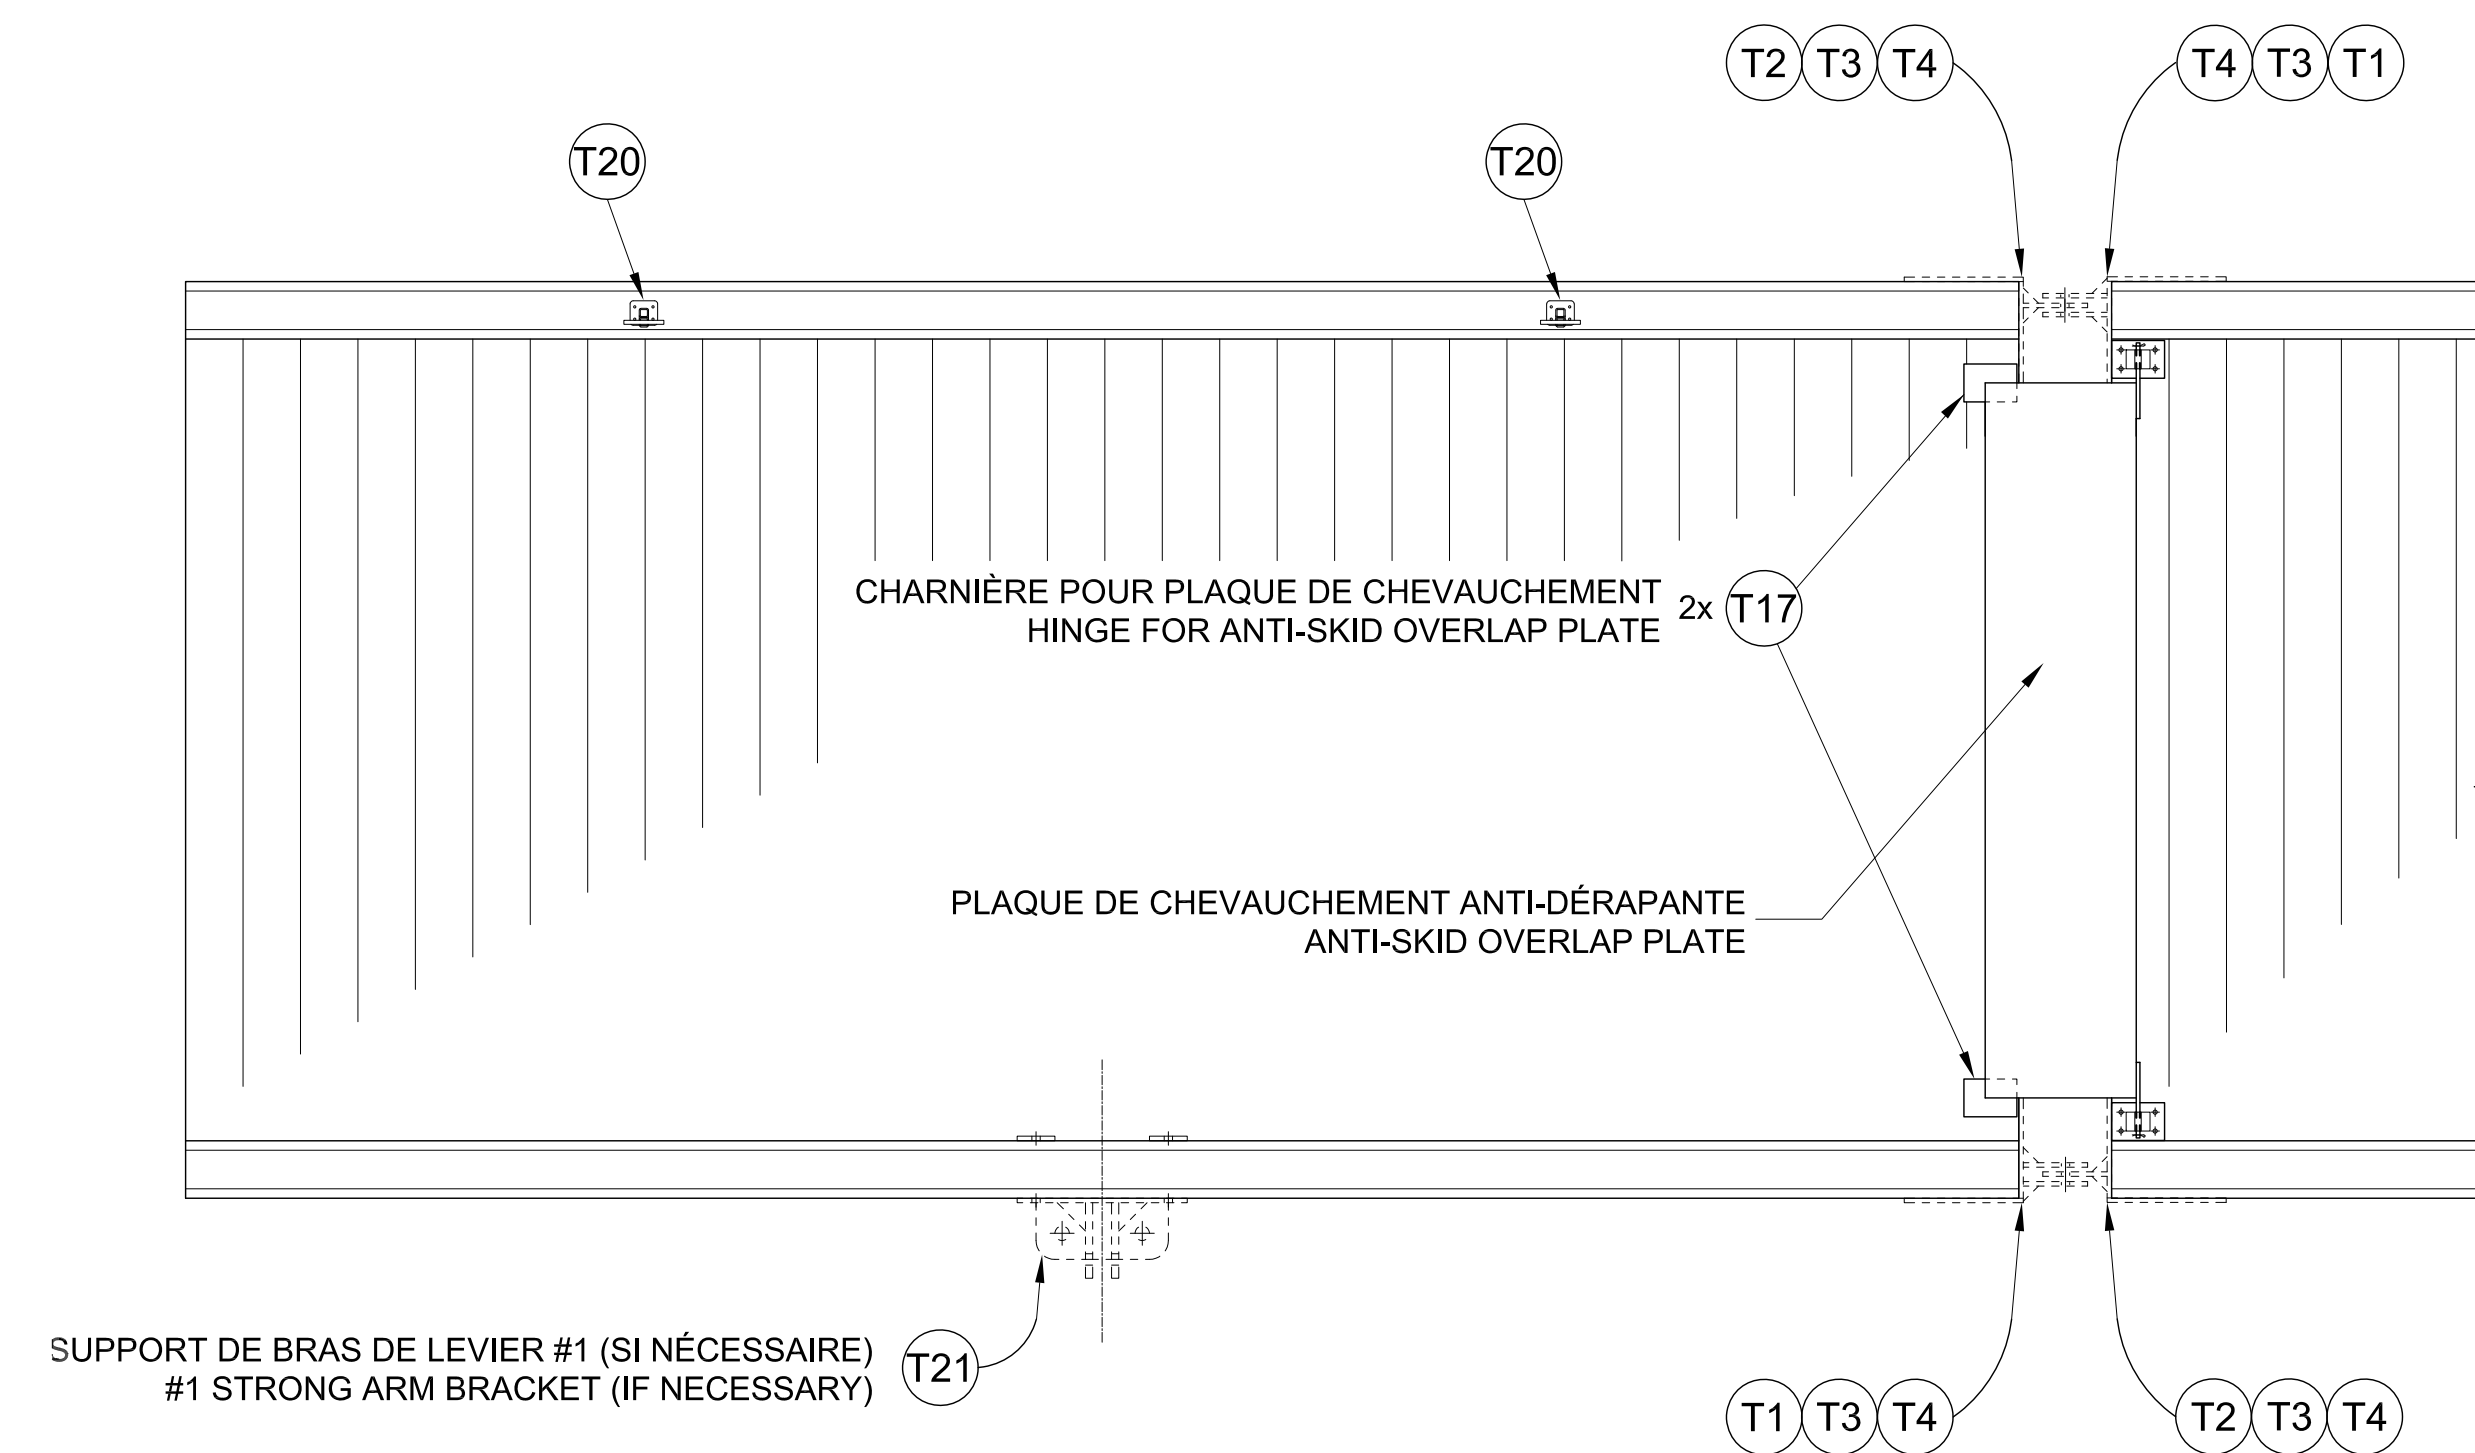 T2 T3 T4
T4 T3 T1
T20
T20
CHARNIÈRE POUR PLAQUE DE CHEVAUCHEMENT
HINGE FOR ANTI-SKID OVERLAP PLATE
2x T17
PLAQUE DE CHEVAUCHEMENT ANTI-DÉRAPANTE
ANTI-SKID OVERLAP PLATE
SUPPORT DE BRAS DE LEVIER #1 (SI NÉCESSAIRE)
#1 STRONG ARM BRACKET (IF NECESSARY)
T21
T1 T3 T4
T2 T3 T4